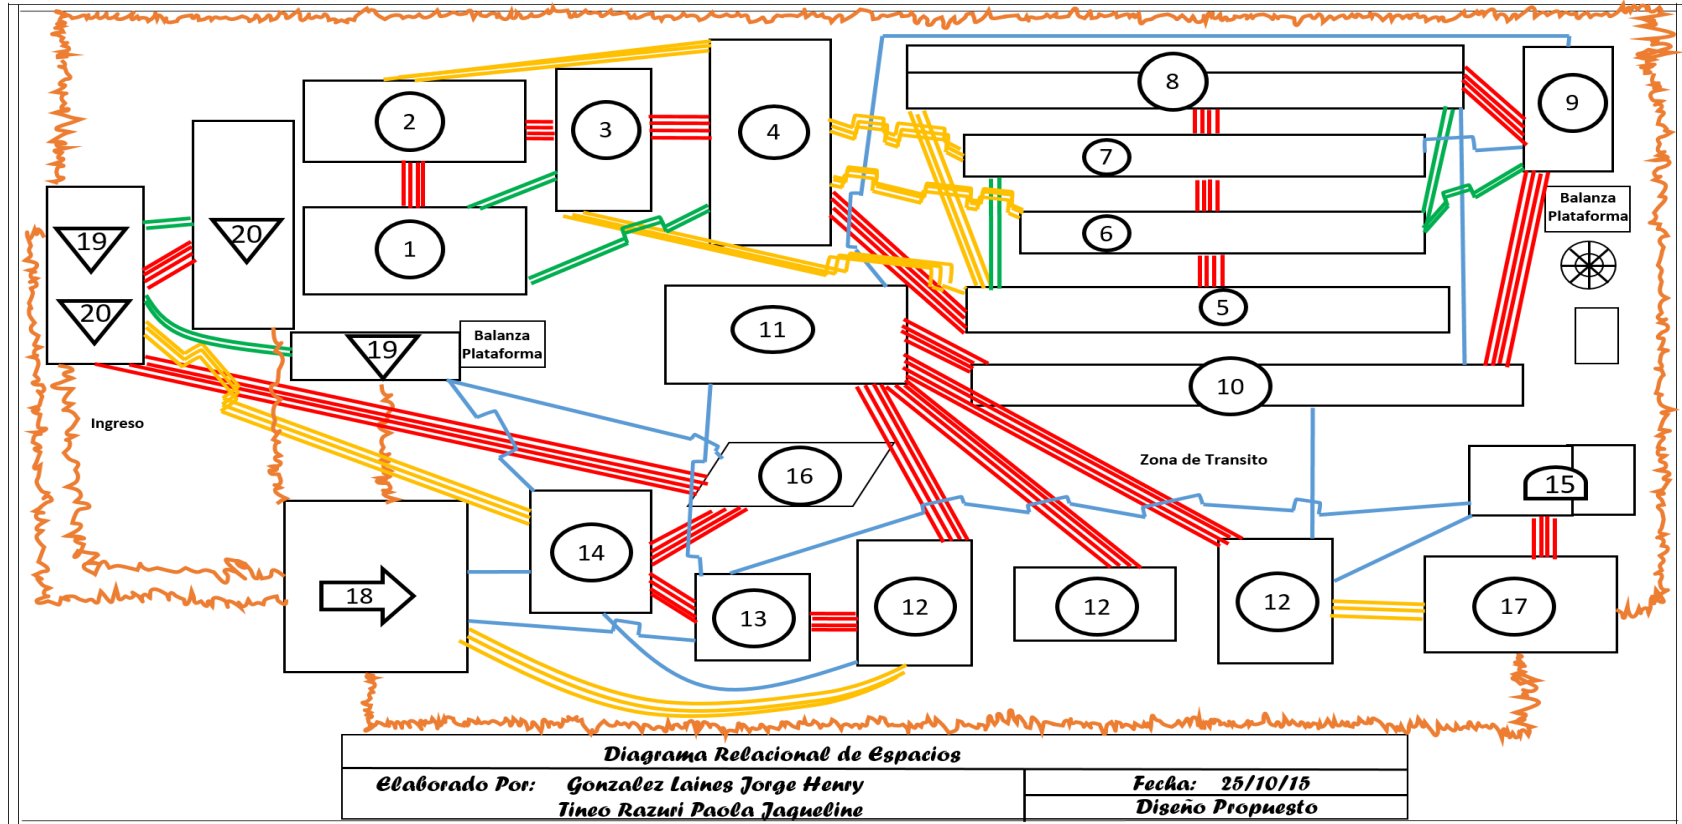 8
9
2
3
4
7
Balanza
Plataforma
19
20
1
6
5
20
11
Balanza
Plataforma
19
10
Ingreso
Zona de Transito
16
15
14
18
13
12
12
12
17
Diagrama Relacional de Espacios
Elaborado Por: Gonzalez Laines Jorge Henry
Tineo Razuri Paola Jaqueline
Fecha: 25/10/15
Diseño Propuesto